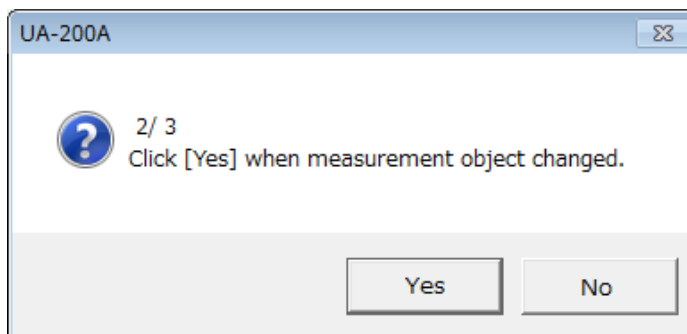 UA-200A
2/ 3
Click [Yes] when measurement object changed.
Yes
No